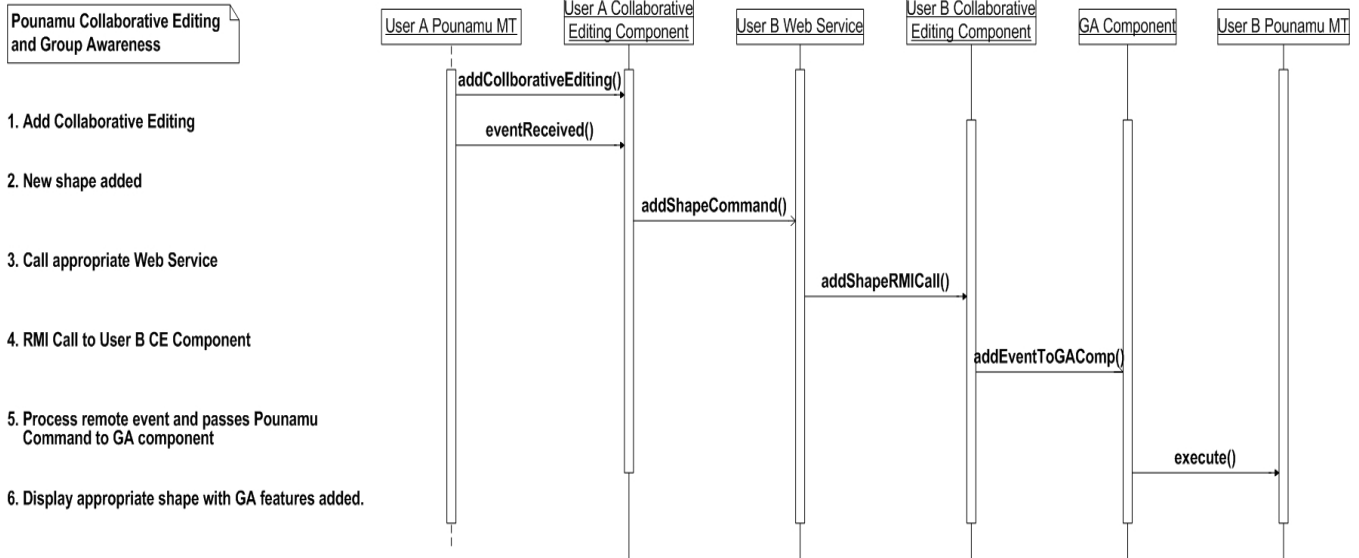 Pounamu Collaborative Editing
and Group Awareness
User A Pounamu MT
User A Collaborative
Editing Component
User B Web Service
User B Collaborative
Editing Component
GA Component
User B Pounamu MT
addCollborativeEditing()
1. Add Collaborative Editing
eventReceived()
2. New shape added
addShapeCommand()
3. Call appropriate Web Service
addShapeRMICall()
4. RMI Call to User B CE Component
addEventToGAComp()
5. Process remote event and passes Pounamu
Command to GA component
execute()
6. Display appropriate shape with GA features added.